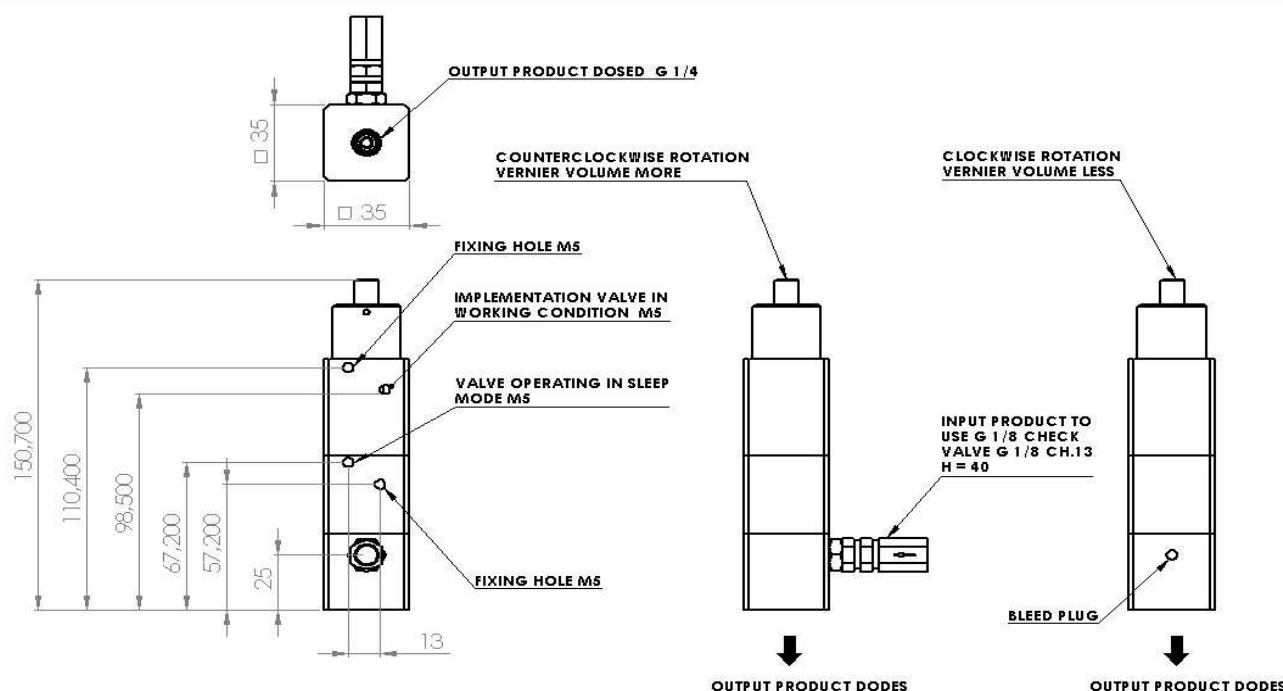 OUTPUT PRODUCT DOSED  G 1/4
□ 35
□ 35
COUNTERCLOCKWISE ROTATION
VERNIER VOLUME MORE
CLOCKWISE ROTATION
VERNIER VOLUME LESS
FIXING HOLE M5
IMPLEMENTATION VALVE IN
WORKING CONDITION  M5
VALVE OPERATING IN SLEEP
MODE M5
INPUT PRODUCT TO
USE G 1/8 CHECK
VALVE G 1/8 CH.13
H = 40
150,700
110,400
98,500
67,200
57,200
25
13
FIXING HOLE M5
BLEED PLUG
OUTPUT PRODUCT DODES
OUTPUT PRODUCT DODES